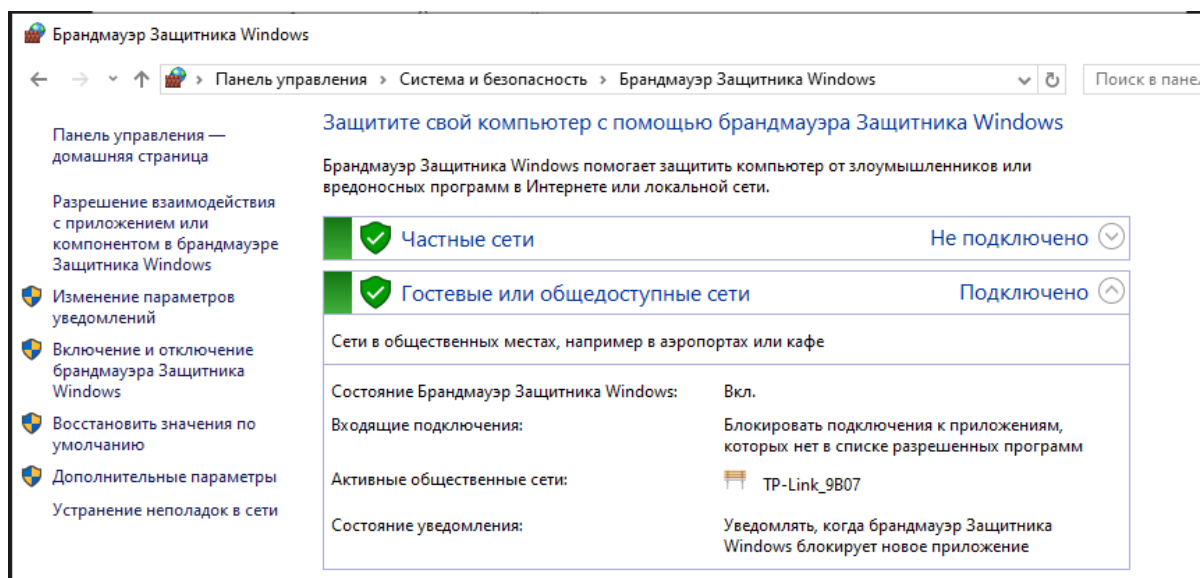 Брандмауэр Защитника Windows
Панель управления > Система и безопасность > Брандмауэр Защитника Windows
Поиск в пане
Панель управления —
домашняя страница
Разрешение взаимодействия
с приложением или
компонентом в брандмауэре
Защитника Windows
Изменение параметров
уведомлений
Включение и отключение
брандмауэра Защитника
Windows
Восстановить значения по
умолчанию
Дополнительные параметры
Устранение неполадок в сети
Защитите свой компьютер с помощью брандмауэра Защитника Windows
Брандмауэр Защитника Windows помогает защитить компьютер от злоумышленников или
вредоносных программ в Интернете или локальной сети.
Частные сети Не подключено
Гостевые или общедоступные сети Подключено
Сети в общественных местах, например в аэропортах или кафе
Состояние Брандмауэр Защитника Windows: Вкл.
Входящие подключения: Блокировать подключения к приложениям,
которых нет в списке разрешенных программ
Активные общественные сети: TP-Link_9B07
Состояние уведомления: Уведомлять, когда брандмауэр Защитника
Windows блокирует новое приложение